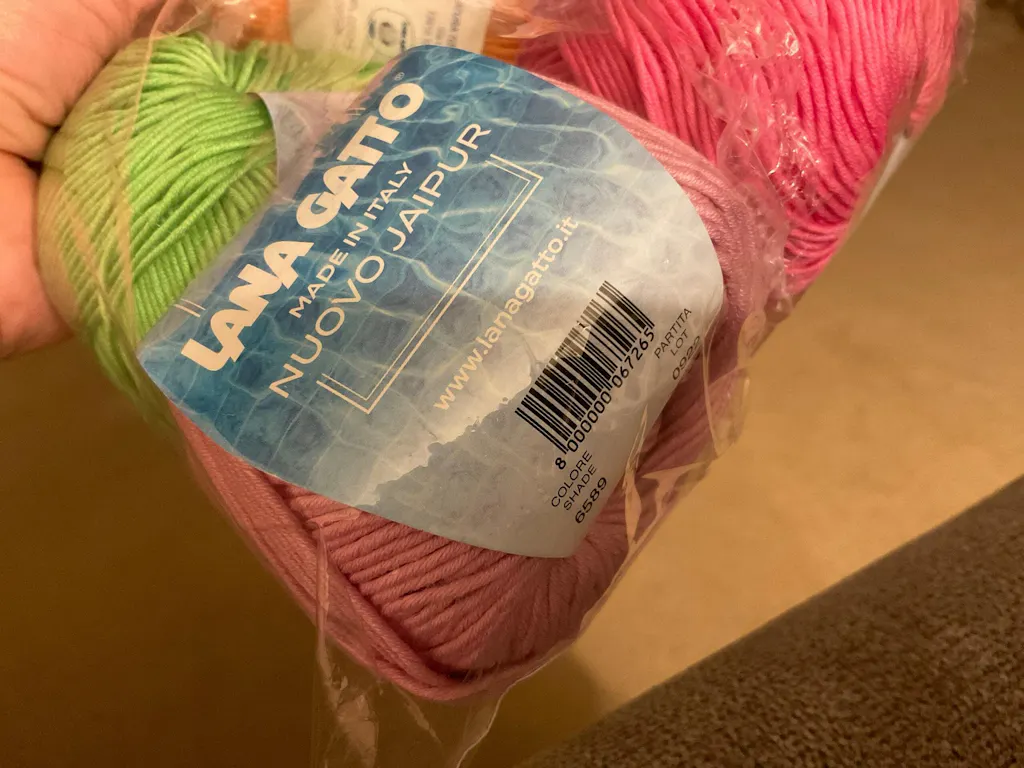 LANA GATTO®
MADE IN ITALY
NUOVO JAIPUR
www.lanagatto.it
8 000000 067265
COLORE
SHADE
6589
PARTITA
LOT